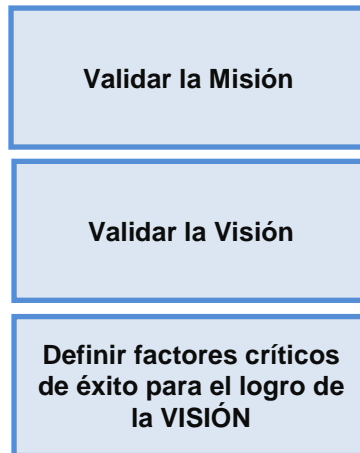 Validar la Misión
Validar la Visión
Definir factores críticos
de éxito para el logro de
la VISIÓN